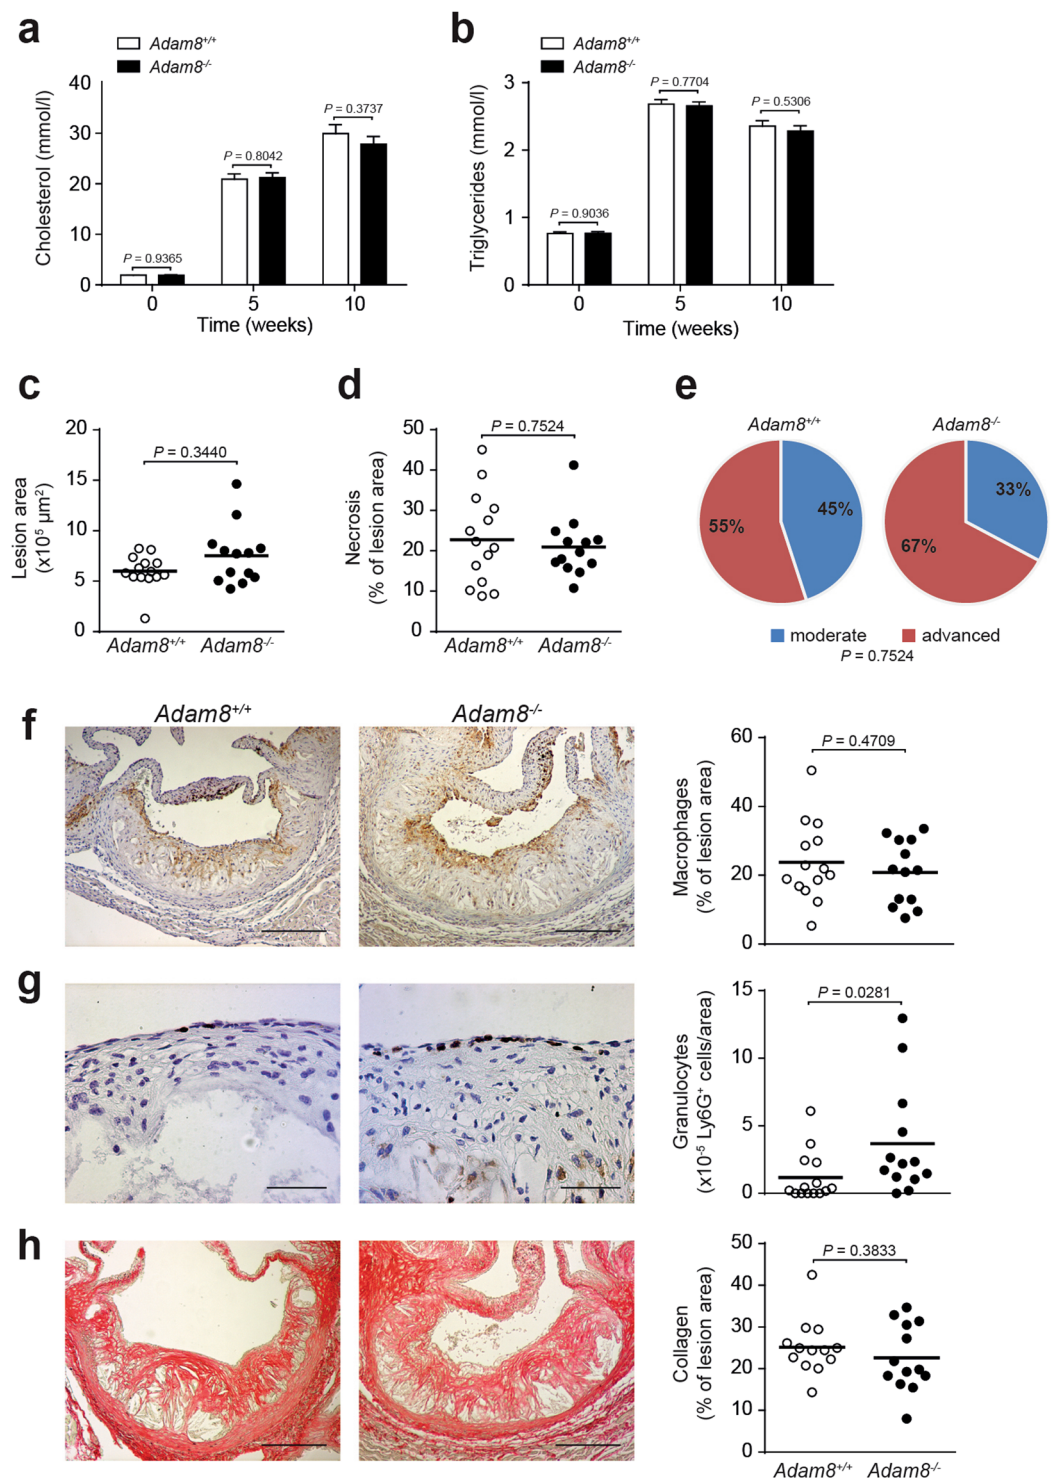 a
Adam8+/+
Adam8-/-
Cholesterol (mmol/l)
40
30
20
10
0
P = 0.9365
P = 0.8042
P = 0.3737
0 5 10
Time (weeks)
b
Adam8+/+
Adam8-/-
Triglycerides (mmol/l)
3
2
1
0
P = 0.9036
P = 0.7704
P = 0.5306
0 5 10
Time (weeks)
c
Lesion area
(x10⁵ µm²)
20
15
10
5
0
P = 0.3440
Adam8+/+ Adam8-/-
d
Necrosis
(% of lesion area)
50
40
30
20
10
0
P = 0.7524
Adam8+/+ Adam8-/-
e
Adam8+/+ Adam8-/-
55% 45%
67% 33%
moderate advanced
P = 0.7524
f
Adam8+/+ Adam8-/-
Macrophages
(% of lesion area)
60
40
20
0
P = 0.4709
g
Granulocytes
(x10⁻⁵ Ly6G⁺ cells/area)
15
10
5
0
P = 0.0281
h
Collagen
(% of lesion area)
50
40
30
20
10
0
P = 0.3833
Adam8+/+ Adam8-/-